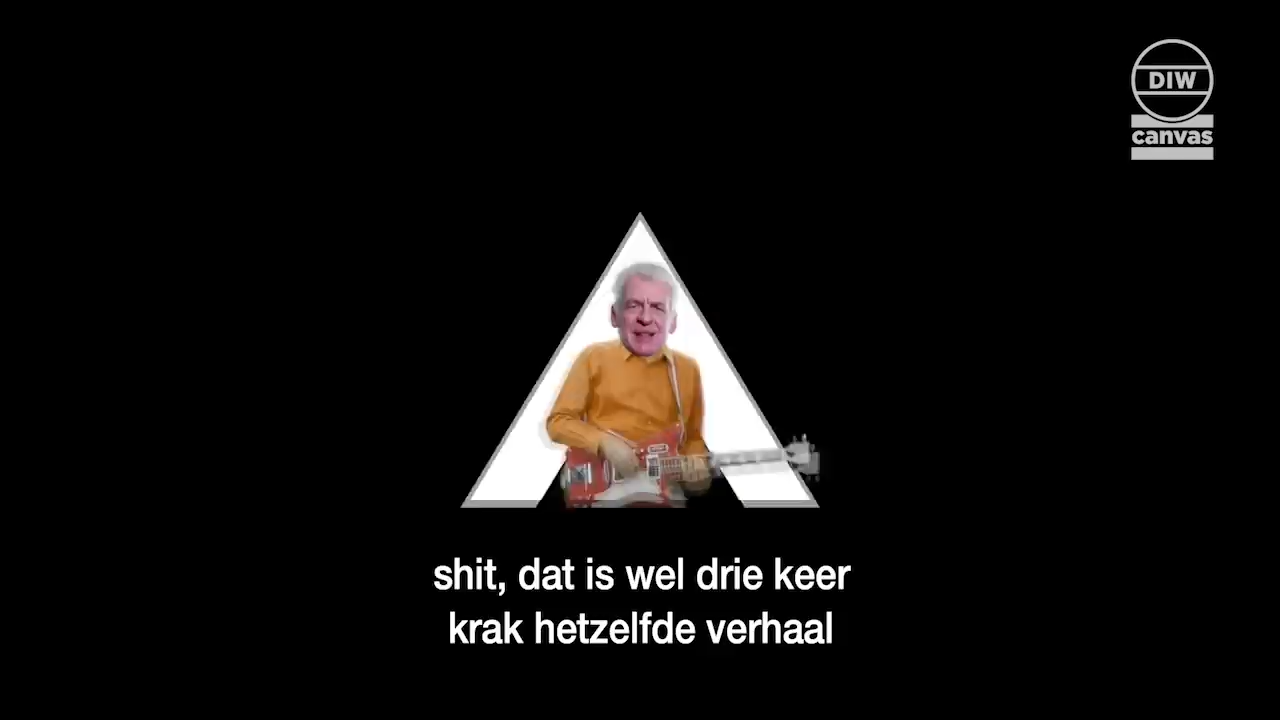 DIW
canvas
shit, dat is wel drie keer
krak hetzelfde verhaal